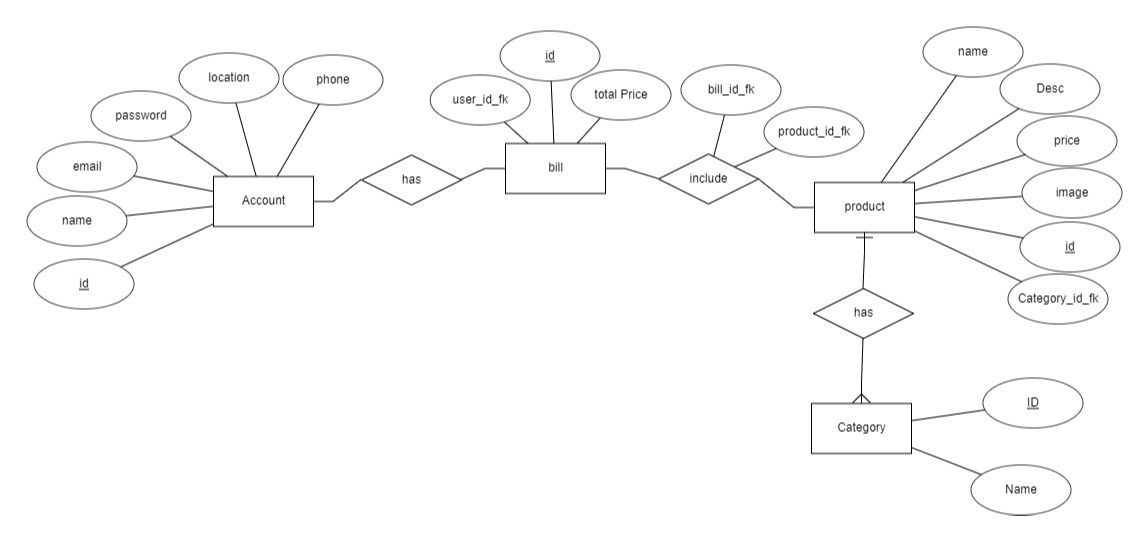 name
id
location
phone
Desc
user_id_fk
total Price
bill_id_fk
password
product_id_fk
price
email
has
bill
include
image
Account
product
name
id
id
Category_id_fk
has
ID
Category
Name